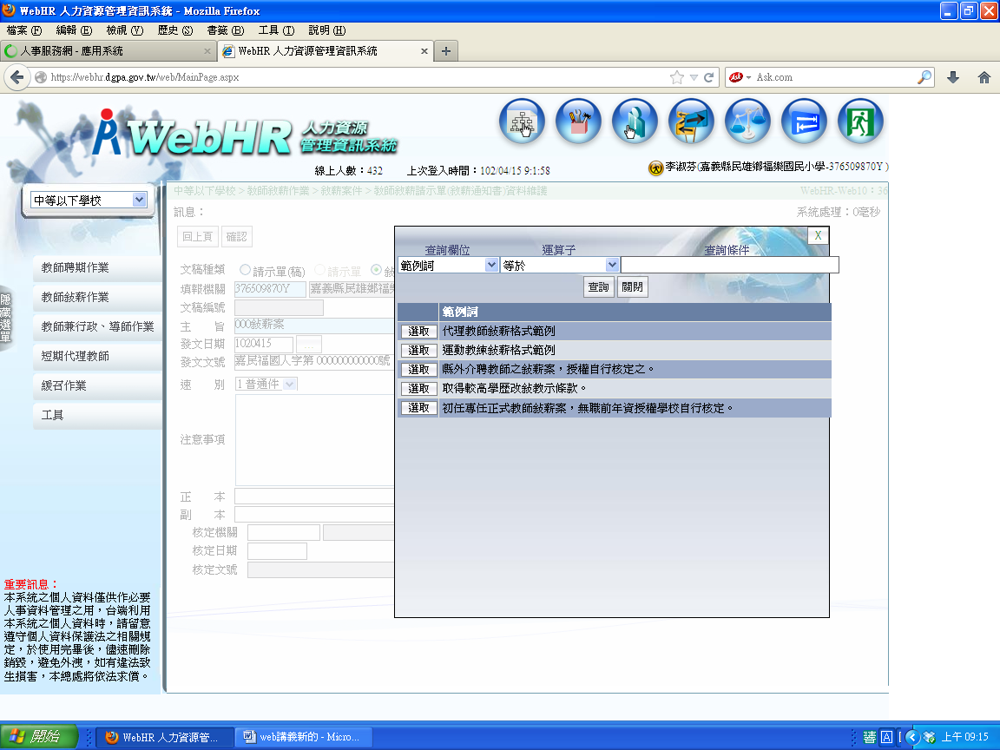 WebHR 人力資源管理資訊系統 - Mozilla Firefox
檔案(F) 編輯(E) 檢視(V) 歷史(S) 書籤(B) 工具(T) 說明(H)
人事服務網 - 應用系統 × WebHR 人力資源管理資訊系統 × +
https://webhr.dgpa.gov.tw/web/MainPage.aspx Ask Ask.com
WebHR 人力資源
管理資訊系統
線上人數：432 上次登入時間：102/04/15 9:1:58 李淑芬(嘉義縣民雄鄉福樂國民小學-376509870Y )
中等以下學校
中等以下學校 > 教師敍薪作業 > 敍薪案件 > 教師敍薪請示單(敍薪通知書)資料維護 WebHR-Web10：36
訊息： 系統處理：0毫秒
回上頁 確認
教師聘期作業
教師敍薪作業
教師兼行政、導師作業
短期代理教師
緩召作業
工具
隱藏選單
文稿種類 請示單(稿) 請示單 敍
填報機關 376509870Y 嘉義縣民雄鄉福
文稿編號
主 旨 000敍薪案
發文日期 1020415 ...
發文文號 嘉民福國人字第 00000000000號
速 別 1 普通件
注意事項
正 本
副 本
核定機關
核定日期
核定文號
X
查詢欄位 運算子 查詢條件
範例詞 等於
查詢 關閉
範例詞
選取 代理教師敍薪格式範例
選取 運動教練敍薪格式範例
選取 縣外介聘教師之敍薪案，授權自行核定之。
選取 取得較高學歷改敍教示條款。
選取 初任專任正式教師敍薪案，無職前年資授權學校自行核定。
重要訊息：
本系統之個人資料僅供作必要
人事資料管理之用，台端利用
本系統之個人資料時，請留意
遵守個人資料保護法之相關規
定，於使用完畢後，儘速刪除
銷毀，避免外洩，如有違法致
生損害，本總處將依法求償。
開始 WebHR 人力資源管... web講義新的 - Micro... A 上午 09:15